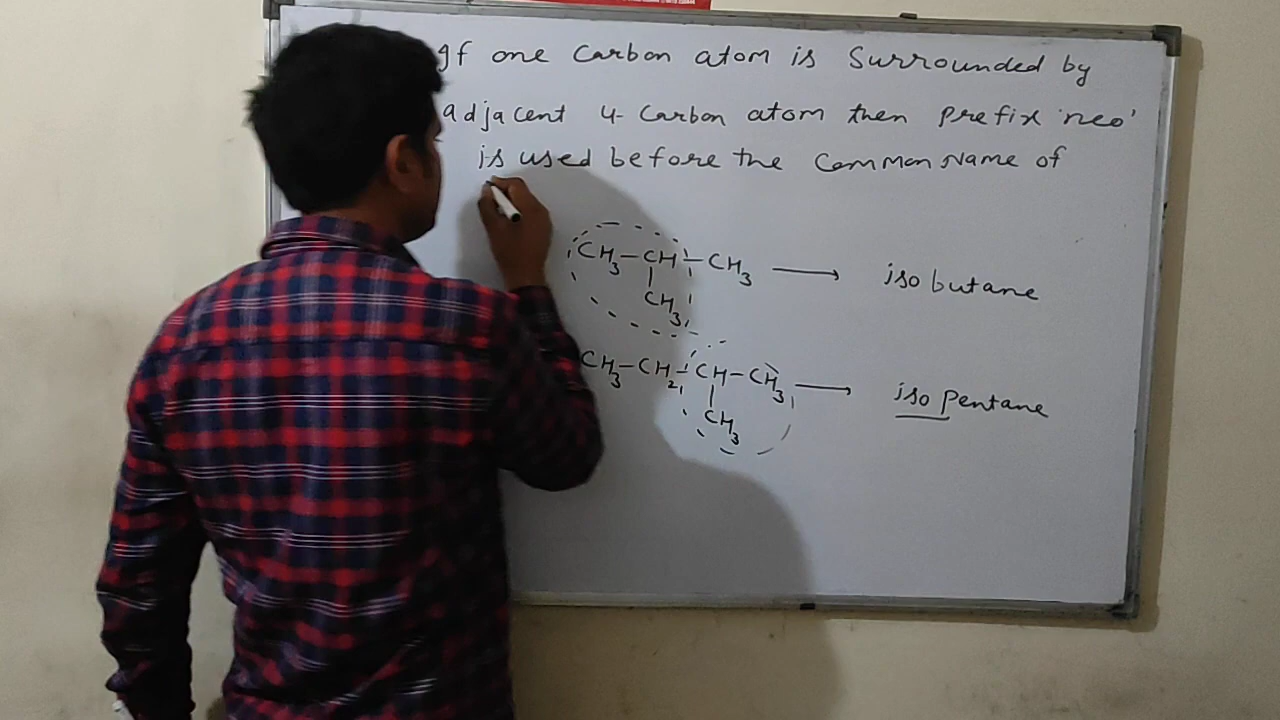 If one Carbon atom is Surrounded by
adjacent 4- Carbon atom then prefix 'neo'
is used before the Common Name of
CH3-CH-CH3 → iso butane
CH3
CH3-CH2-CH-CH3 → iso pentane
CH3